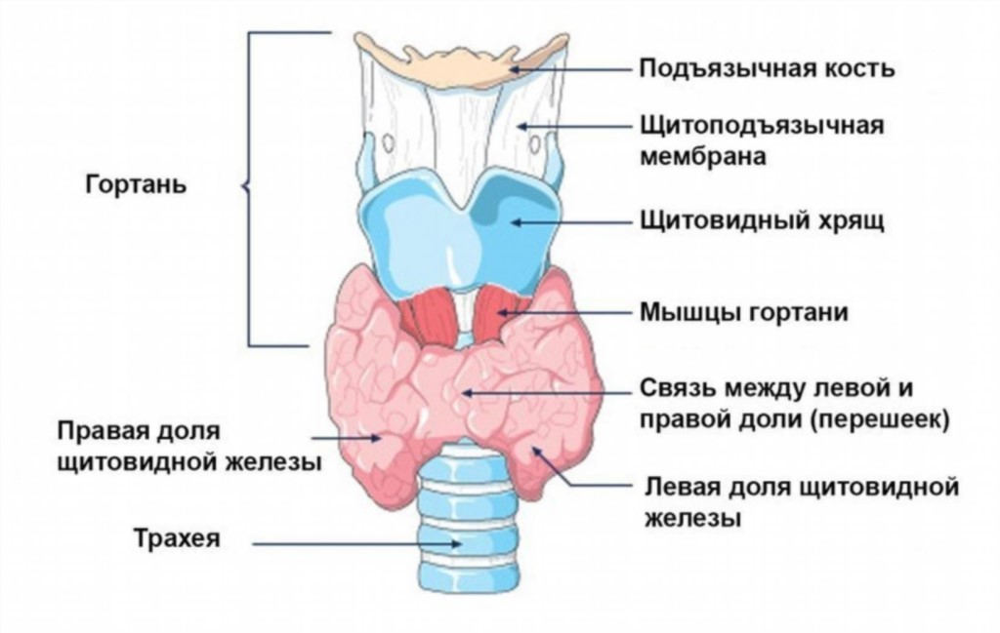 Подъязычная кость
Щитоподъязычная
мембрана
Гортань
Щитовидный хрящ
Мышцы гортани
Связь между левой и
правой доли (перешеек)
Правая доля
щитовидной железы
Левая доля щитовидной
железы
Трахея